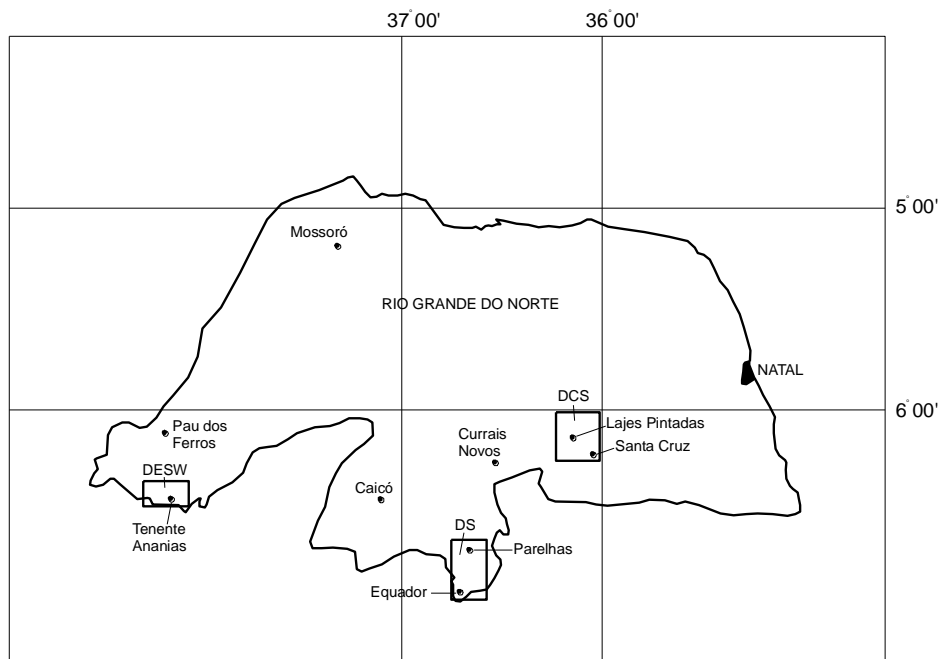 37°00' 36°00'
5°00'
Mossoró
RIO GRANDE DO NORTE
NATAL
6°00'
DCS
Lajes Pintadas
Santa Cruz
Pau dos
Ferros
Currais
Novos
DESW
Caicó
Tenente
Ananias
DS
Parelhas
Equador